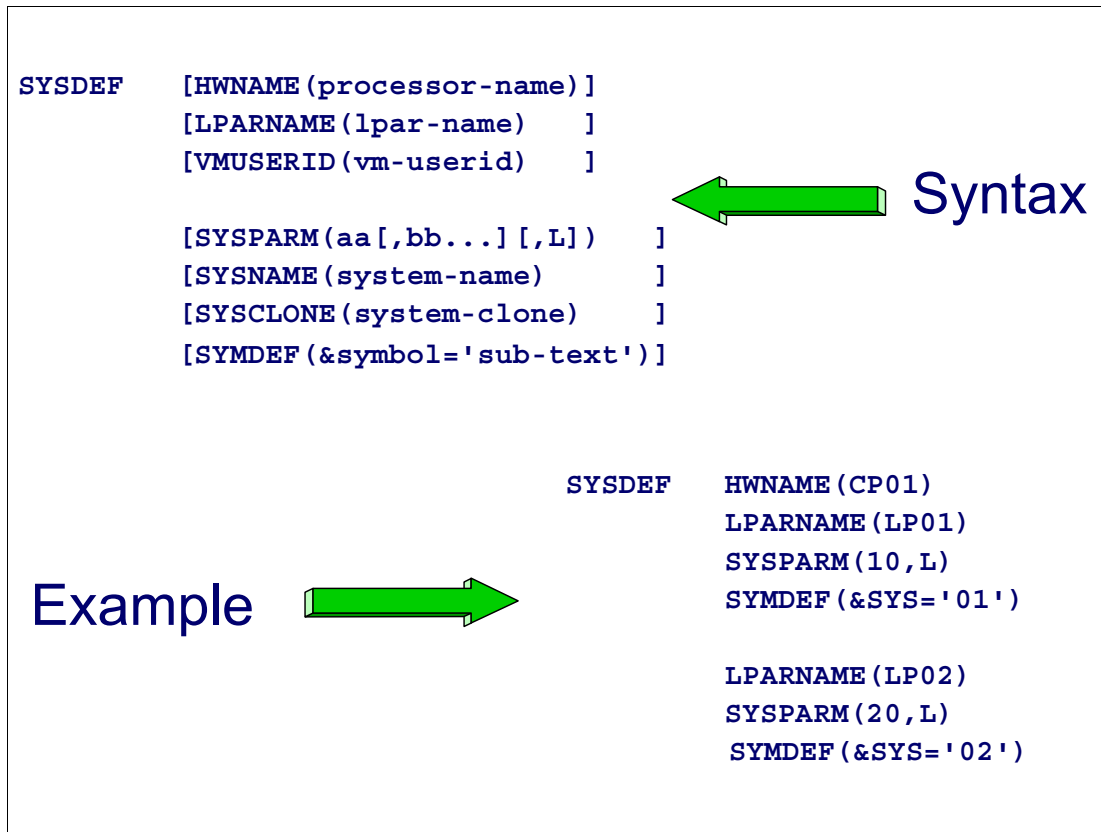 SYSDEF [HWNAME(processor-name)]
[LPARNAME(lpar-name) ]
[VMUSERID(vm-userid) ]
Syntax
[SYSPARM(aa[,bb...][,L]) ]
[SYSNAME(system-name) ]
[SYSCLONE(system-clone) ]
[SYMDEF(&symbol='sub-text')]
SYSDEF HWNAME(CP01)
LPARNAME(LP01)
SYSPARM(10,L)
Example
SYMDEF(&SYS='01')
LPARNAME(LP02)
SYSPARM(20,L)
SYMDEF(&SYS='02')